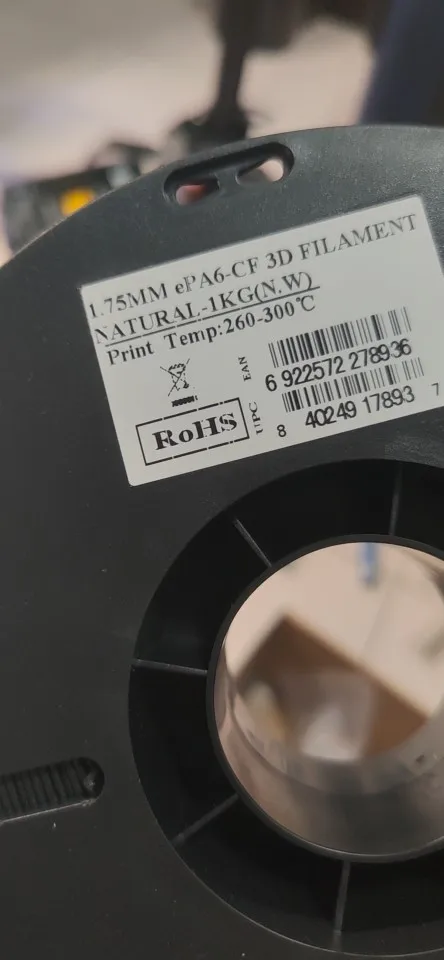 1.75MM ePA6-CF 3D FILAMENT
NATURAL-1KG(N.W)
Print Temp:260-300℃
EAN
6 922572 278936
RoHS
UPC
8 40249 17893 7